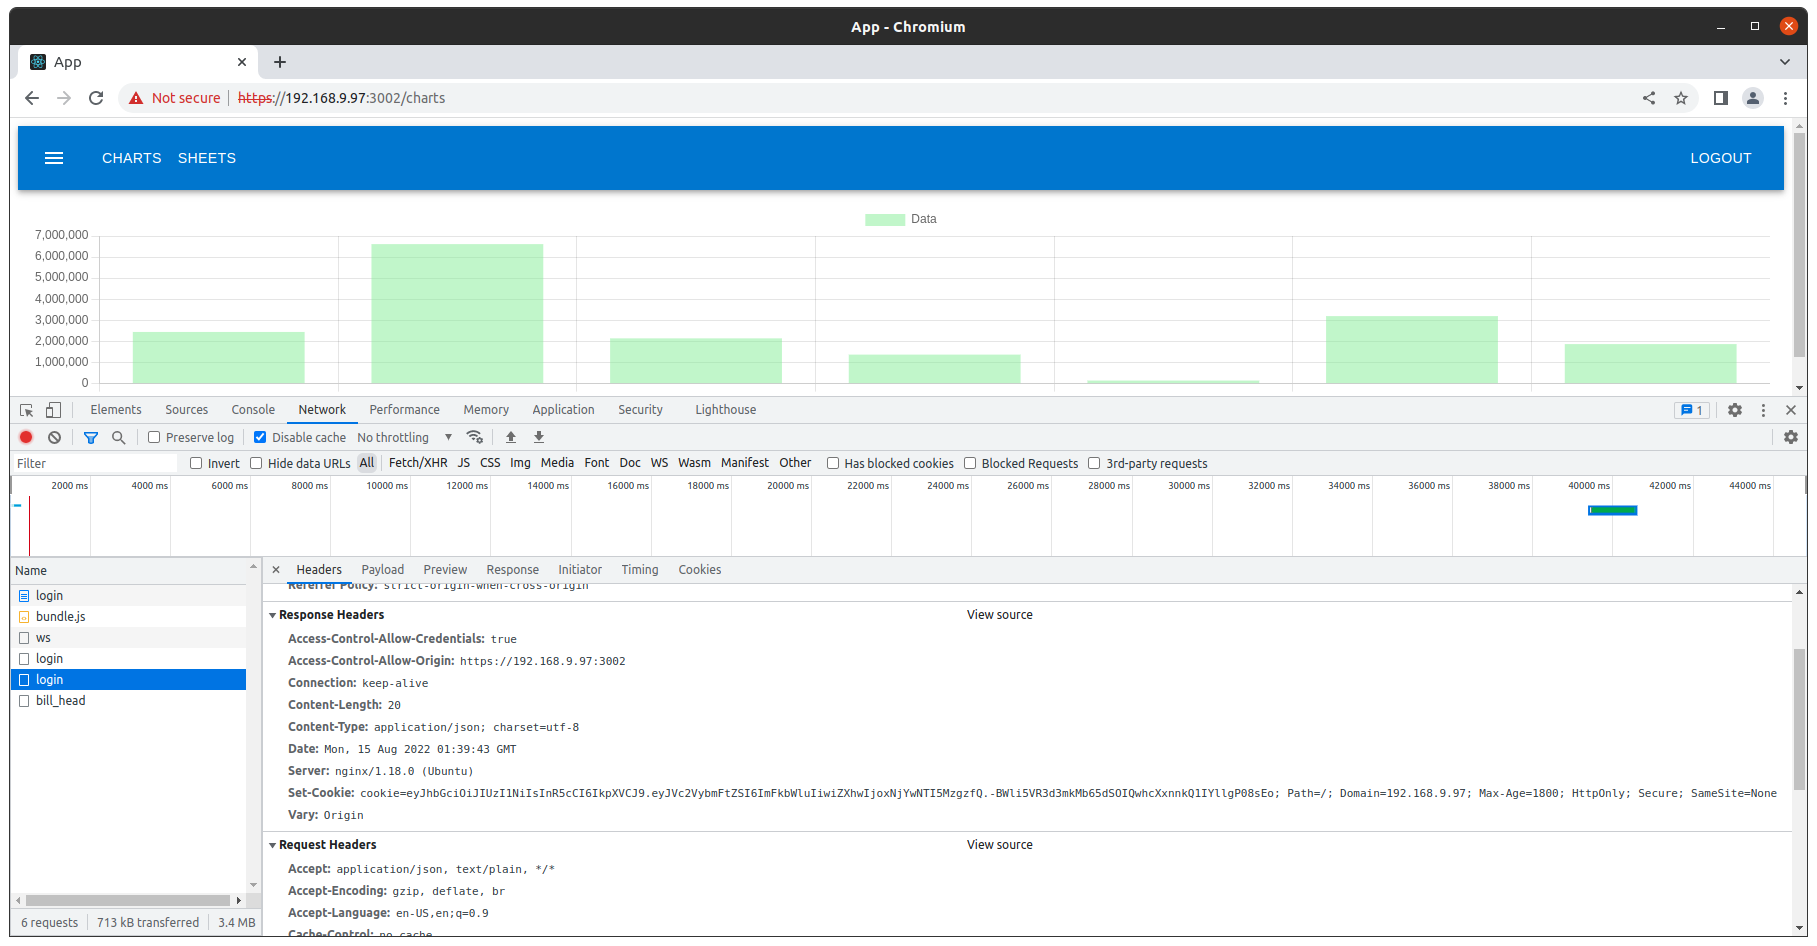 App - Chromium
App
Not secure https://192.168.9.97:3002/charts
CHARTS SHEETS LOGOUT
Data
7,000,000
6,000,000
5,000,000
4,000,000
3,000,000
2,000,000
1,000,000
0
Elements Sources Console Network Performance Memory Application Security Lighthouse 1
Preserve log Disable cache No throttling
Filter Invert Hide data URLs All Fetch/XHR JS CSS Img Media Font Doc WS Wasm Manifest Other Has blocked cookies Blocked Requests 3rd-party requests
2000 ms 4000 ms 6000 ms 8000 ms 10000 ms 12000 ms 14000 ms 16000 ms 18000 ms 20000 ms 22000 ms 24000 ms 26000 ms 28000 ms 30000 ms 32000 ms 34000 ms 36000 ms 38000 ms 40000 ms 42000 ms 44000 ms
Name
login
bundle.js
ws
login
login
bill_head
6 requests 713 kB transferred 3.4 MB
Headers Payload Preview Response Initiator Timing Cookies
Referrer Policy: strict-origin-when-cross-origin
Response Headers View source
Access-Control-Allow-Credentials: true
Access-Control-Allow-Origin: https://192.168.9.97:3002
Connection: keep-alive
Content-Length: 20
Content-Type: application/json; charset=utf-8
Date: Mon, 15 Aug 2022 01:39:43 GMT
Server: nginx/1.18.0 (Ubuntu)
Set-Cookie: cookie=eyJhbGciOiJIUzI1NiIsInR5cCI6IkpXVCJ9.eyJVc2VybmFtZSI6ImFkbWluIiwiZXhwIjoxNjYwNTI5MzgzfQ.-BWli5VR3d3mkMb65dSOIQwhcXxnnkQ1IYllgP08sEo; Path=/; Domain=192.168.9.97; Max-Age=1800; HttpOnly; Secure; SameSite=None
Vary: Origin
Request Headers View source
Accept: application/json, text/plain, */*
Accept-Encoding: gzip, deflate, br
Accept-Language: en-US,en;q=0.9
Cache-Control: no-cache